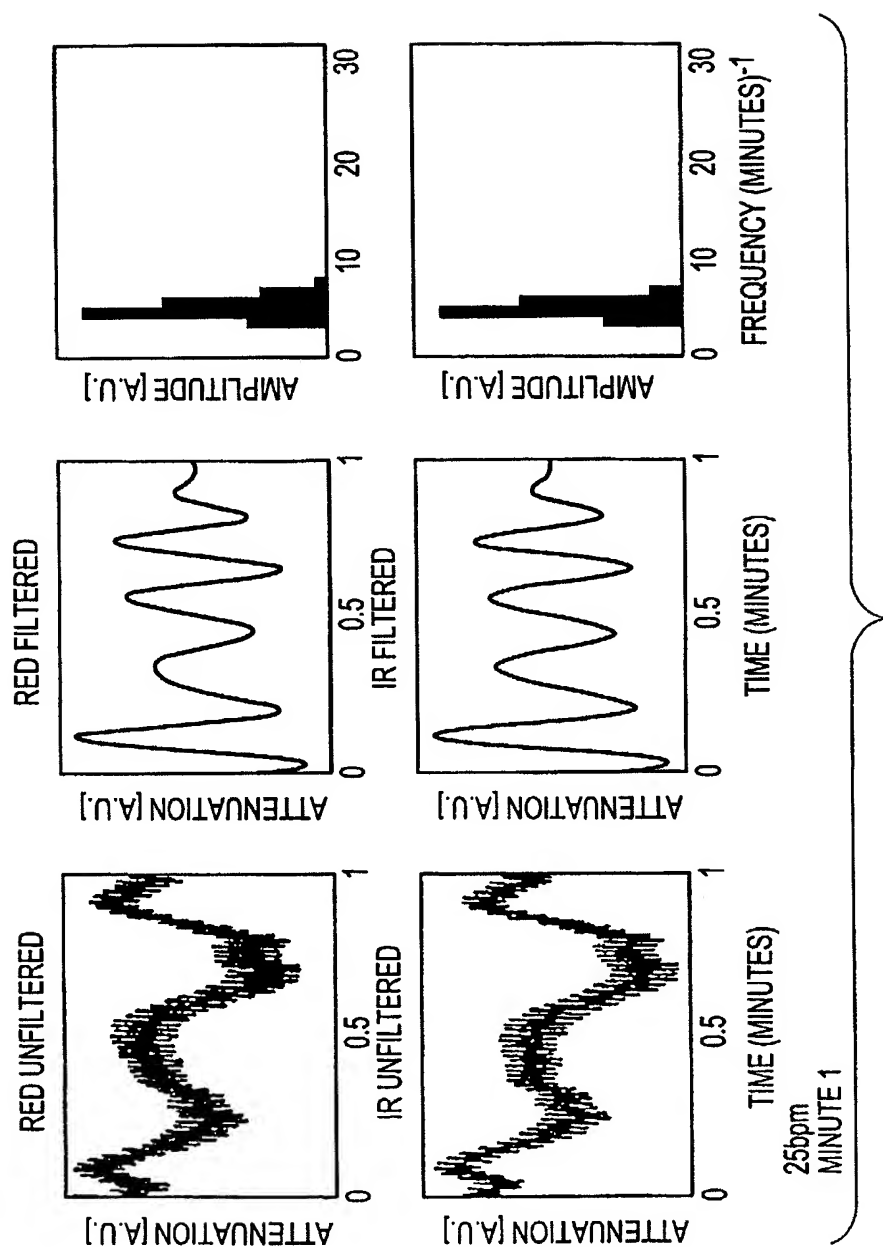 RED UNFILTERED
ATTENUATION [A.U.]
0
0.5
1
RED FILTERED
ATTENUATION [A.U.]
0
0.5
1
AMPLITUDE [A.U.]
0
10
20
30
IR UNFILTERED
ATTENUATION [A.U.]
0
0.5
1
TIME (MINUTES)
IR FILTERED
ATTENUATION [A.U.]
0
0.5
1
TIME (MINUTES)
AMPLITUDE [A.U.]
0
10
20
30
FREQUENCY (MINUTES)-1
25bpm
MINUTE 1